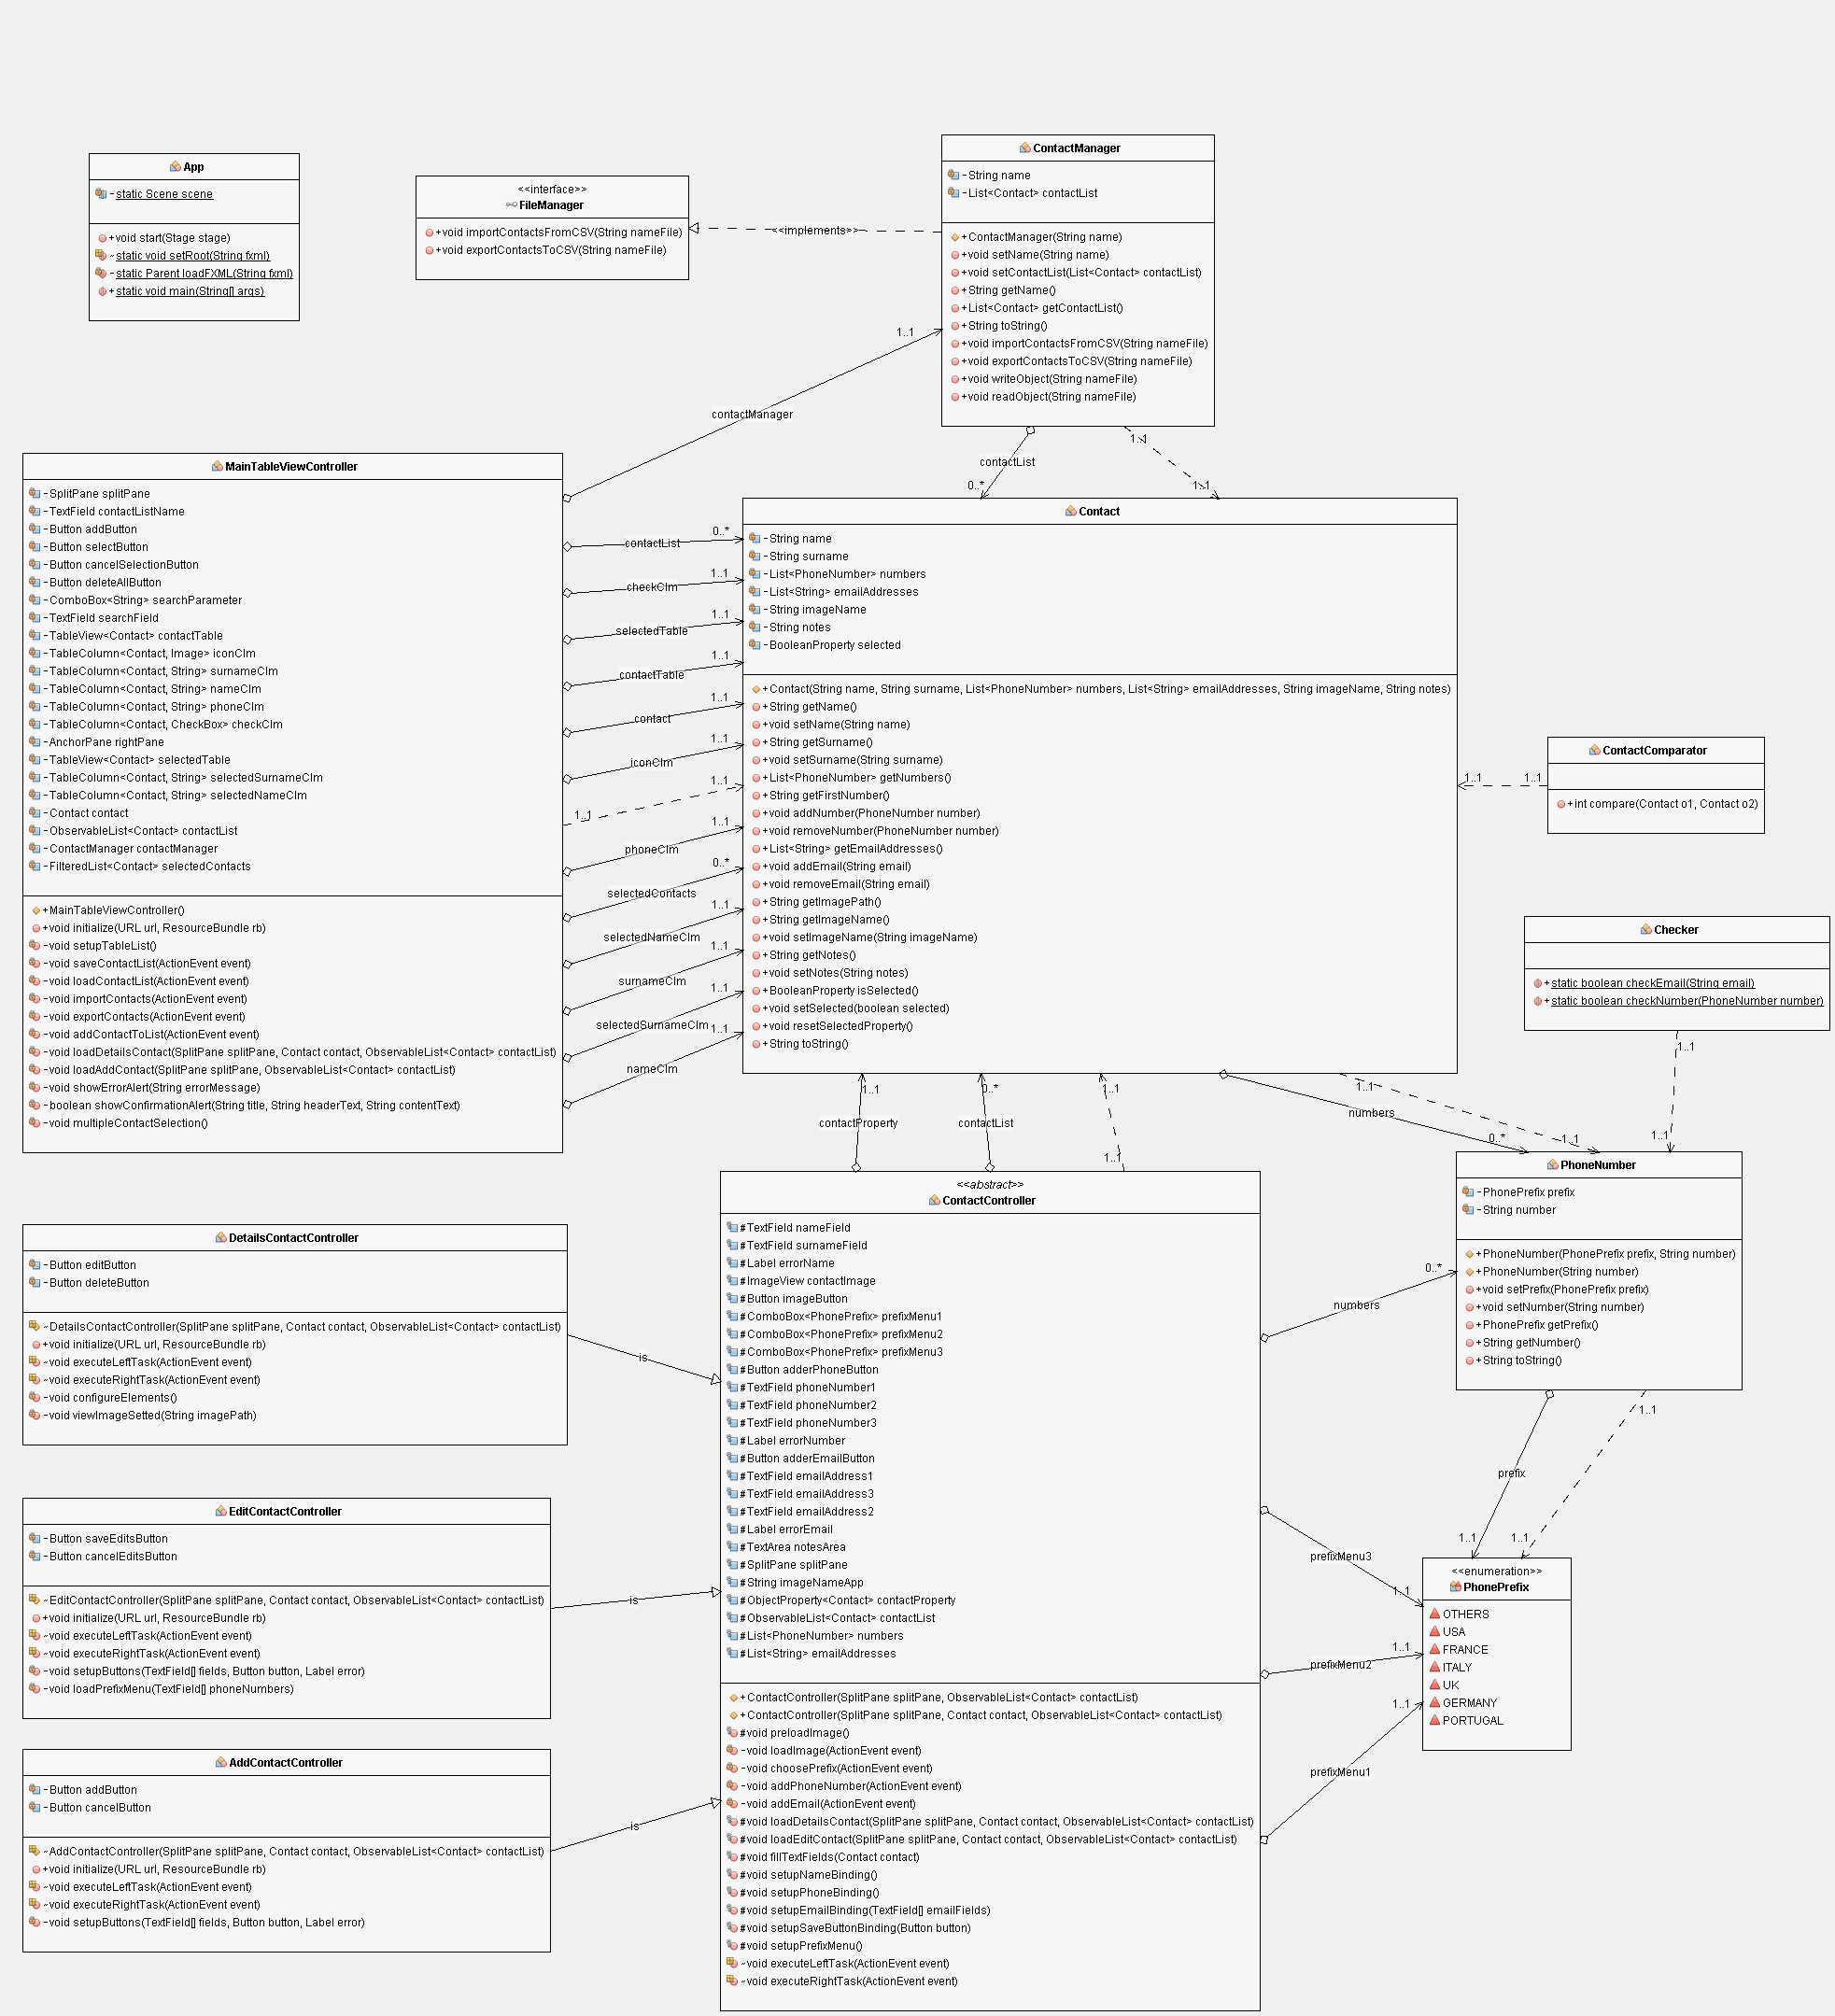 App
- static Scene scene
+void start(Stage stage)
~ static void setRoot(String fxml)
- static Parent loadFXML(String fxml)
+ static void main(String[] args)
<<interface>>
FileManager
+void importContactsFromCSV(String nameFile)
+void exportContactsToCSV(String nameFile)
<<implements>>
ContactManager
- String name
- List<Contact> contactList
+ ContactManager(String name)
+void setName(String name)
+void setContactList(List<Contact> contactList)
+ String getName()
+ List<Contact> getContactList()
+ String toString()
+void importContactsFromCSV(String nameFile)
+void exportContactsToCSV(String nameFile)
+void writeObject(String nameFile)
+void readObject(String nameFile)
1..1
contactManager
contactList
0..*
1..1
1..1
MainTableViewController
- SplitPane splitPane
- TextField contactListName
- Button addButton
- Button selectButton
- Button cancelSelectionButton
- Button deleteAllButton
- ComboBox<String> searchParameter
- TextField searchField
- TableView<Contact> contactTable
- TableColumn<Contact, Image> iconClm
- TableColumn<Contact, String> surnameClm
- TableColumn<Contact, String> nameClm
- TableColumn<Contact, String> phoneClm
- TableColumn<Contact, CheckBox> checkClm
- AnchorPane rightPane
- TableView<Contact> selectedTable
- TableColumn<Contact, String> selectedSurnameClm
- TableColumn<Contact, String> selectedNameClm
- Contact contact
- ObservableList<Contact> contactList
- ContactManager contactManager
- FilteredList<Contact> selectedContacts
+MainTableViewController()
+void initialize(URL url, ResourceBundle rb)
-void setupTableList()
-void saveContactList(ActionEvent event)
-void loadContactList(ActionEvent event)
-void importContacts(ActionEvent event)
-void exportContacts(ActionEvent event)
-void addContactToList(ActionEvent event)
-void loadDetailsContact(SplitPane splitPane, Contact contact, ObservableList<Contact> contactList)
-void loadAddContact(SplitPane splitPane, ObservableList<Contact> contactList)
-void showErrorAlert(String errorMessage)
-boolean showConfirmationAlert(String title, String headerText, String contentText)
-void multipleContactSelection()
0..*
contactList
1..1
checkClm
1..1
selectedTable
1..1
contactTable
1..1
contact
1..1
iconClm
1..1
1..1
1..1
phoneClm
0..*
selectedContacts
1..1
selectedNameClm
1..1
surnameClm
1..1
selectedSurnameClm
1..1
nameClm
Contact
- String name
- String surname
- List<PhoneNumber> numbers
- List<String> emailAddresses
- String imageName
- String notes
- BooleanProperty selected
+ Contact(String name, String surname, List<PhoneNumber> numbers, List<String> emailAddresses, String imageName, String notes)
+ String getName()
+ void setName(String name)
+ String getSurname()
+ void setSurname(String surname)
+ List<PhoneNumber> getNumbers()
+ String getFirstNumber()
+ void addNumber(PhoneNumber number)
+ void removeNumber(PhoneNumber number)
+ List<String> getEmailAddresses()
+ void addEmail(String email)
+ void removeEmail(String email)
+ String getImagePath()
+ String getImageName()
+ void setImageName(String imageName)
+ String getNotes()
+ void setNotes(String notes)
+ BooleanProperty isSelected()
+ void setSelected(boolean selected)
+ void resetSelectedProperty()
+ String toString()
ContactComparator
+int compare(Contact o1, Contact o2)
1..1
1..1
Checker
+ static boolean checkEmail(String email)
+ static boolean checkNumber(PhoneNumber number)
1..1
1..1
1..1
contactProperty
0..*
contactList
1..1
1..1
numbers
0..*
1..1
1..1
PhoneNumber
- PhonePrefix prefix
- String number
+ PhoneNumber(PhonePrefix prefix, String number)
+ PhoneNumber(String number)
+ void setPrefix(PhonePrefix prefix)
+ void setNumber(String number)
+ PhonePrefix getPrefix()
+ String getNumber()
+ String toString()
<<abstract>>
ContactController
# TextField nameField
# TextField surnameField
# Label errorName
# ImageView contactImage
# Button imageButton
# ComboBox<PhonePrefix> prefixMenu1
# ComboBox<PhonePrefix> prefixMenu2
# ComboBox<PhonePrefix> prefixMenu3
# Button adderPhoneButton
# TextField phoneNumber1
# TextField phoneNumber2
# TextField phoneNumber3
# Label errorNumber
# Button adderEmailButton
# TextField emailAddress1
# TextField emailAddress3
# TextField emailAddress2
# Label errorEmail
# TextArea notesArea
# SplitPane splitPane
# String imageNameApp
# ObjectProperty<Contact> contactProperty
# ObservableList<Contact> contactList
# List<PhoneNumber> numbers
# List<String> emailAddresses
+ ContactController(SplitPane splitPane, ObservableList<Contact> contactList)
+ ContactController(SplitPane splitPane, Contact contact, ObservableList<Contact> contactList)
#void preloadImage()
-void loadImage(ActionEvent event)
-void choosePrefix(ActionEvent event)
-void addPhoneNumber(ActionEvent event)
-void addEmail(ActionEvent event)
#void loadDetailsContact(SplitPane splitPane, Contact contact, ObservableList<Contact> contactList)
#void loadEditContact(SplitPane splitPane, Contact contact, ObservableList<Contact> contactList)
#void fillTextFields(Contact contact)
#void setupNameBinding()
#void setupPhoneBinding()
#void setupEmailBinding(TextField[] emailFields)
#void setupSaveButtonBinding(Button button)
#void setupPrefixMenu()
~void executeLeftTask(ActionEvent event)
~void executeRightTask(ActionEvent event)
DetailsContactController
- Button editButton
- Button deleteButton
~ DetailsContactController(SplitPane splitPane, Contact contact, ObservableList<Contact> contactList)
+void initialize(URL url, ResourceBundle rb)
~void executeLeftTask(ActionEvent event)
~void executeRightTask(ActionEvent event)
-void configureElements()
-void viewImageSetted(String imagePath)
is
EditContactController
- Button saveEditsButton
- Button cancelEditsButton
~ EditContactController(SplitPane splitPane, Contact contact, ObservableList<Contact> contactList)
+void initialize(URL url, ResourceBundle rb)
~void executeLeftTask(ActionEvent event)
~void executeRightTask(ActionEvent event)
-void setupButtons(TextField[] fields, Button button, Label error)
-void loadPrefixMenu(TextField[] phoneNumbers)
is
AddContactController
- Button addButton
- Button cancelButton
~ AddContactController(SplitPane splitPane, Contact contact, ObservableList<Contact> contactList)
+void initialize(URL url, ResourceBundle rb)
~void executeLeftTask(ActionEvent event)
~void executeRightTask(ActionEvent event)
-void setupButtons(TextField[] fields, Button button, Label error)
is
0..*
numbers
1..1
prefix
1..1
1..1
prefixMenu3
1..1
1..1
prefixMenu2
1..1
prefixMenu1
<<enumeration>>
PhonePrefix
OTHERS
USA
FRANCE
ITALY
UK
GERMANY
PORTUGAL